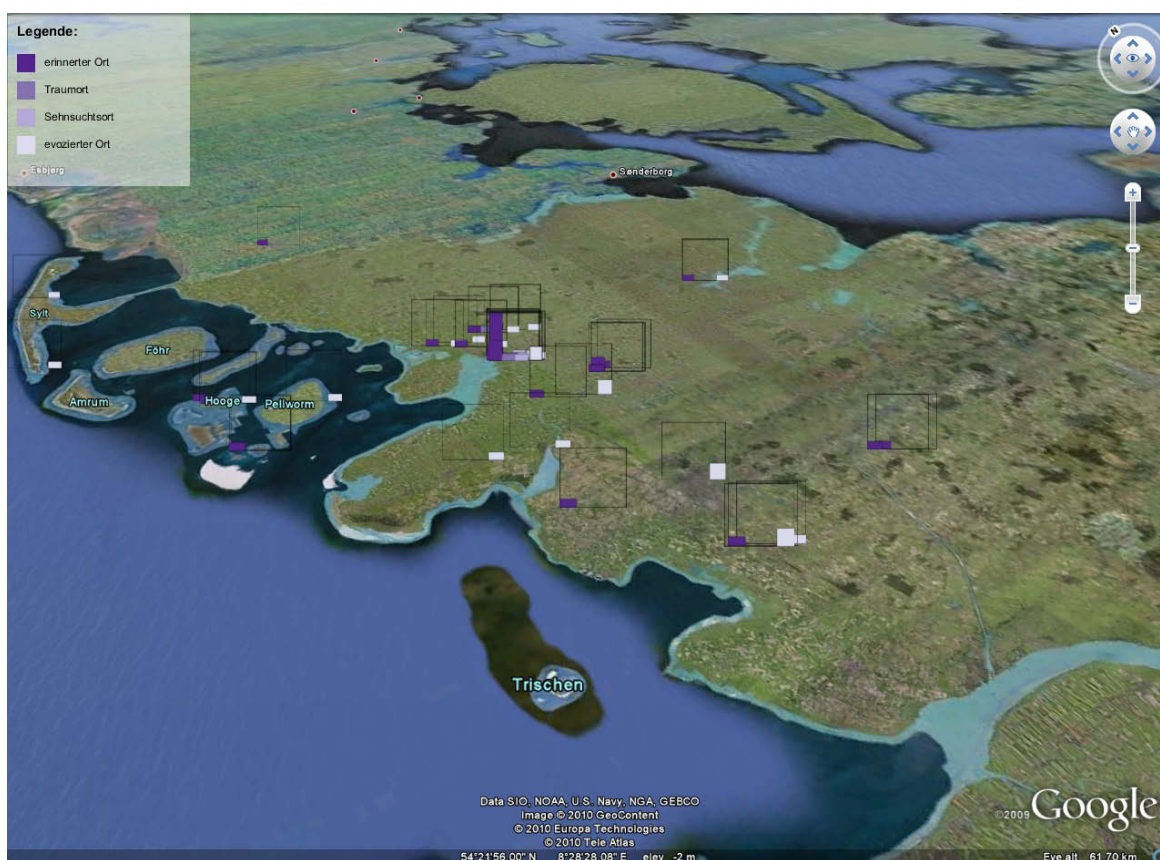 Legende:
erinnerter Ort
Traumort
Sehnsuchtsort
evozierter Ort
N
Esbjerg
Sønderborg
Sylt
Föhr
Amrum
Hooge
Pellworm
Trischen
Data SIO, NOAA, U.S. Navy, NGA, GEBCO
Image © 2010 GeoContent
© 2010 Europa Technologies
© 2010 Tele Atlas
©2009 Google
54°21'56.00" N 8°28'28.08" E elev -2 m
Eye alt 61.70 km